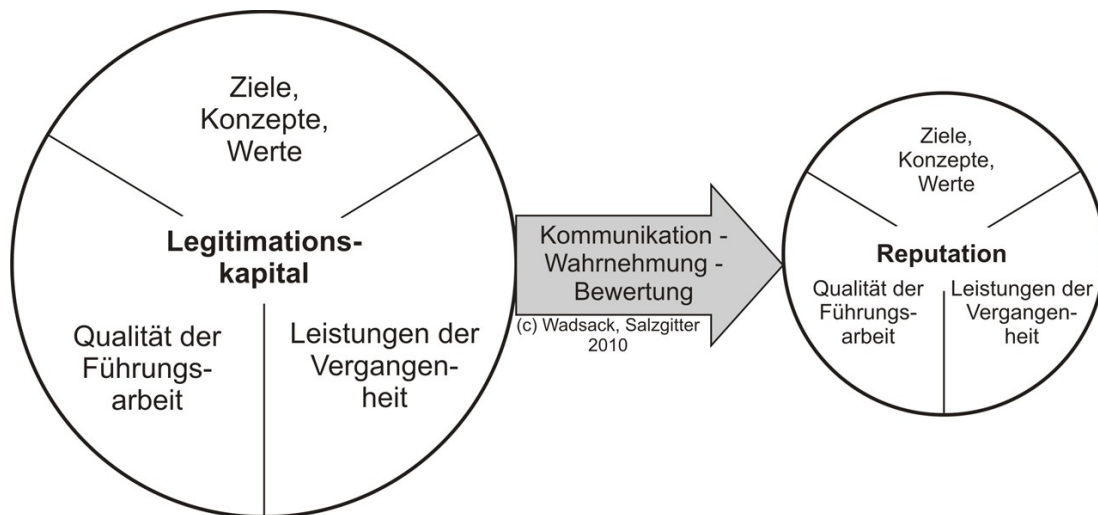 Ziele,
Konzepte,
Werte
Legitimations-
kapital
Qualität der
Führungs-
arbeit
Leistungen der
Vergangen-
heit
Kommunikation -
Wahrnehmung -
Bewertung
(c) Wadsack, Salzgitter
2010
Ziele,
Konzepte,
Werte
Reputation
Qualität der
Führungs-
arbeit
Leistungen der
Vergangen-
heit